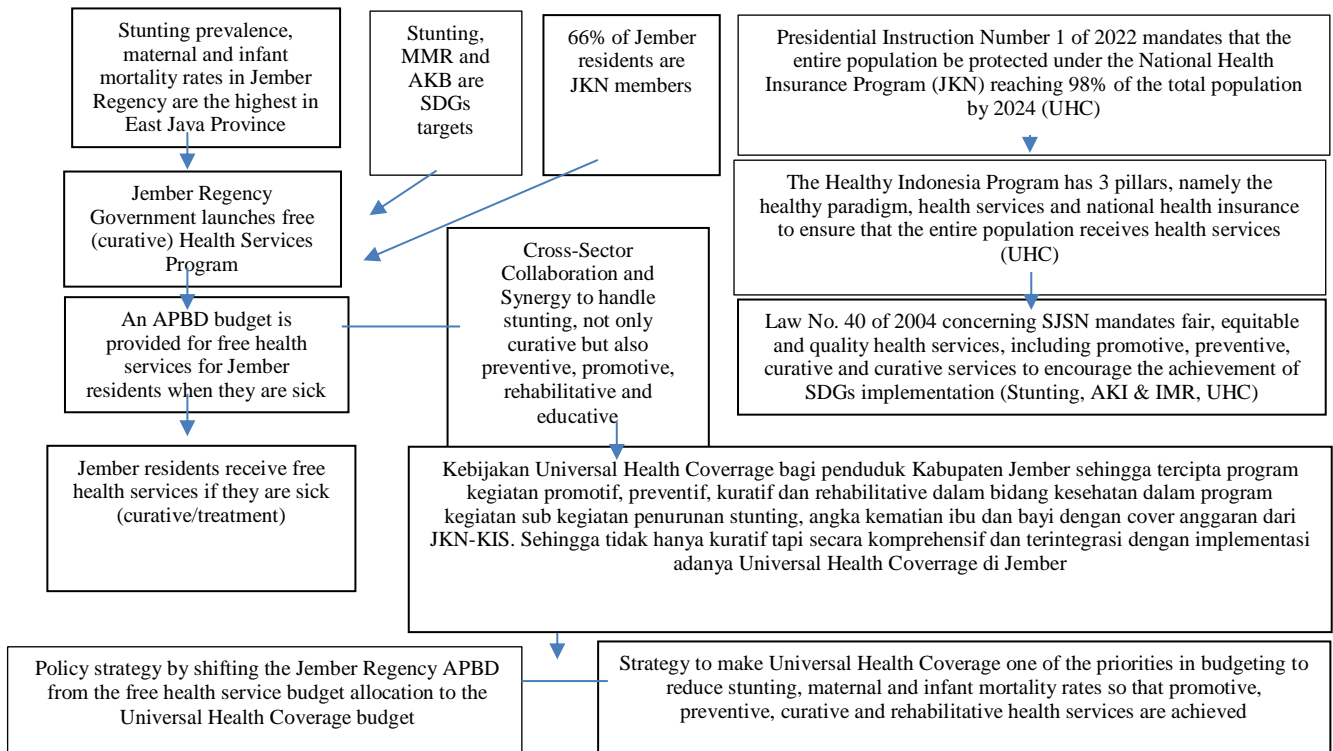 Stunting prevalence,
maternal and infant
mortality rates in Jember
Regency are the highest in
East Java Province
Stunting,
MMR and
AKB are
SDGs
targets
66% of Jember
residents are
JKN members
Presidential Instruction Number 1 of 2022 mandates that the
entire population be protected under the National Health
Insurance Program (JKN) reaching 98% of the total population
by 2024 (UHC)
Jember Regency
Government launches free
(curative) Health Services
Program
The Healthy Indonesia Program has 3 pillars, namely the
healthy paradigm, health services and national health insurance
to ensure that the entire population receives health services
(UHC)
Cross-Sector
Collaboration and
Synergy to handle
stunting, not only
curative but also
preventive, promotive,
rehabilitative and
educative
An APBD budget is
provided for free health
services for Jember
residents when they are sick
Law No. 40 of 2004 concerning SJSN mandates fair, equitable
and quality health services, including promotive, preventive,
curative and curative services to encourage the achievement of
SDGs implementation (Stunting, AKI & IMR, UHC)
Jember residents receive free
health services if they are sick
(curative/treatment)
Kebijakan Universal Health Coverrage bagi penduduk Kabupaten Jember sehingga tercipta program
kegiatan promotif, preventif, kuratif dan rehabilitative dalam bidang kesehatan dalam program
kegiatan sub kegiatan penurunan stunting, angka kematian ibu dan bayi dengan cover anggaran dari
JKN-KIS. Sehingga tidak hanya kuratif tapi secara komprehensif dan terintegrasi dengan implementasi
adanya Universal Health Coverrage di Jember
Policy strategy by shifting the Jember Regency APBD
from the free health service budget allocation to the
Universal Health Coverage budget
Strategy to make Universal Health Coverage one of the priorities in budgeting to
reduce stunting, maternal and infant mortality rates so that promotive,
preventive, curative and rehabilitative health services are achieved